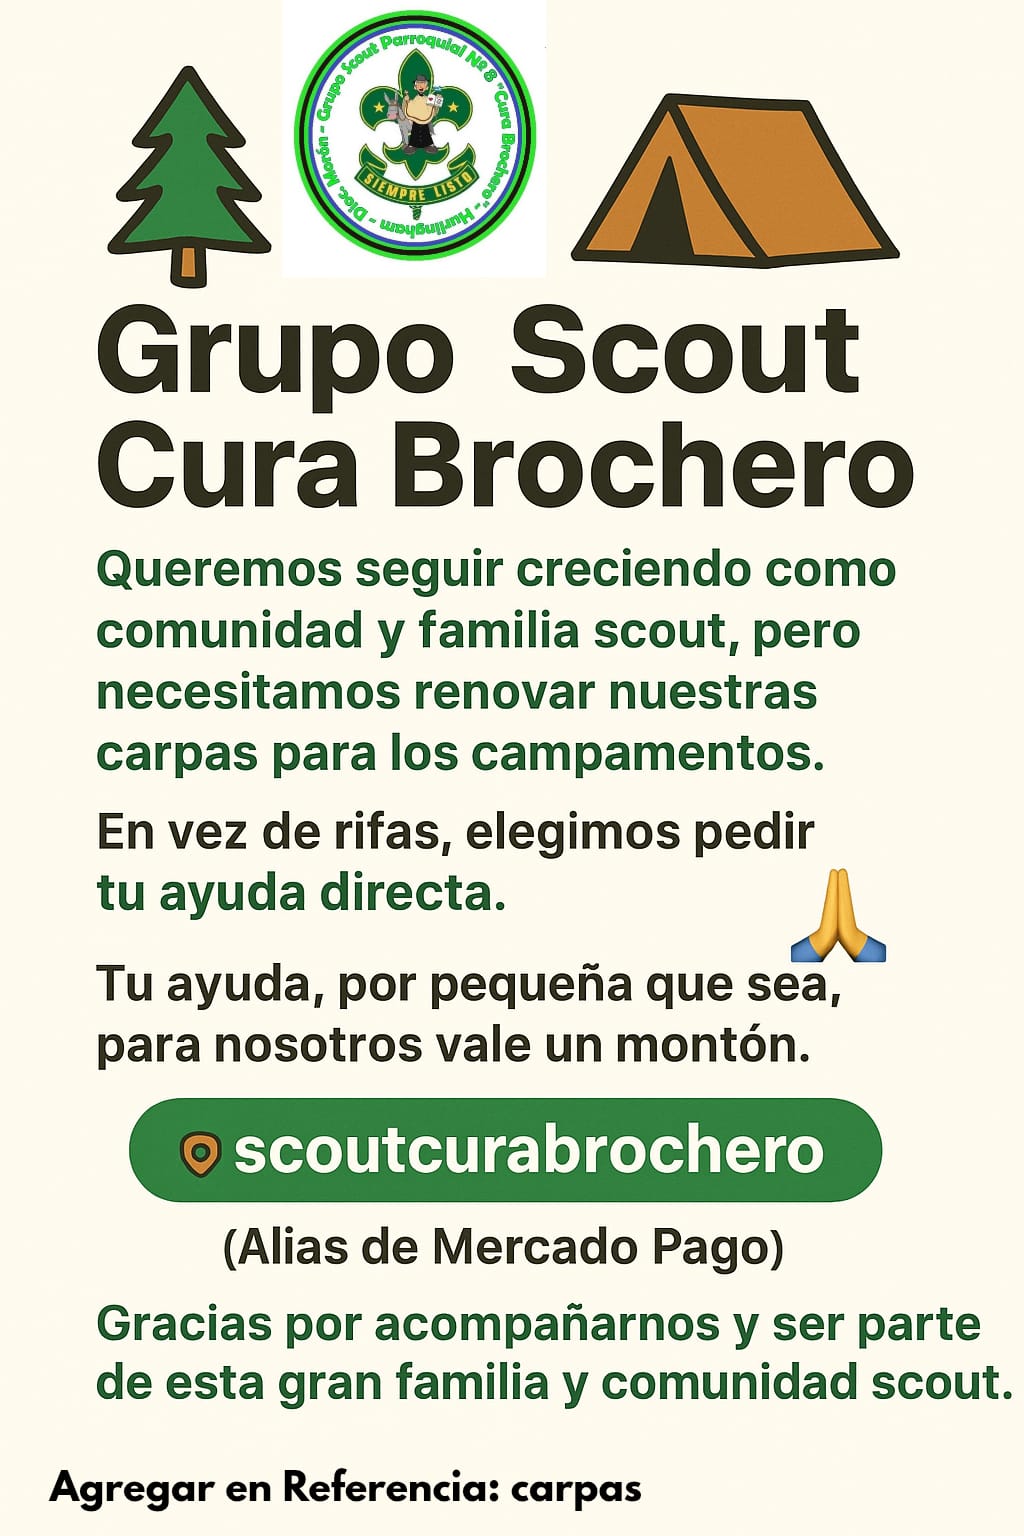 Dioc. Morón - Grupo Scout Parroquial Nº 8 "Cura Brochero" - Hurlingham -
SIEMPRE LISTO
Grupo Scout
Cura Brochero
Queremos seguir creciendo como
comunidad y familia scout, pero
necesitamos renovar nuestras
carpas para los campamentos.
En vez de rifas, elegimos pedir
tu ayuda directa.
Tu ayuda, por pequeña que sea,
para nosotros vale un montón.
scoutcurabrochero
(Alias de Mercado Pago)
Gracias por acompañarnos y ser parte
de esta gran familia y comunidad scout.
Agregar en Referencia: carpas